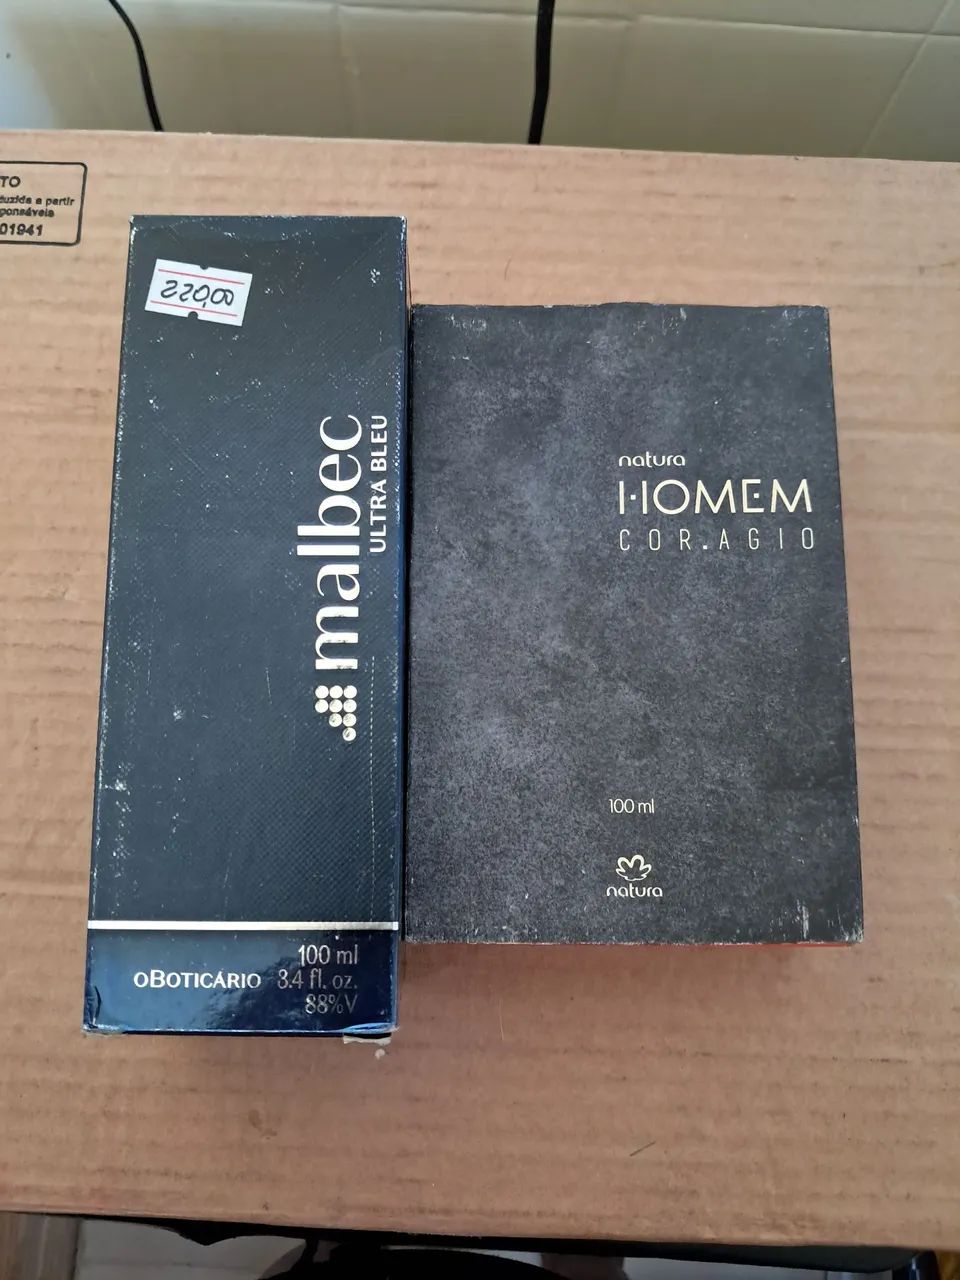 TO
duzida a partir
ponsáveis
01941
220,00
malbec
ULTRA BLEU
100 ml
OBOTICÁRIO 3.4 fl. oz.
88%V
natura
HOMEM
COR.AGIO
100 ml
natura